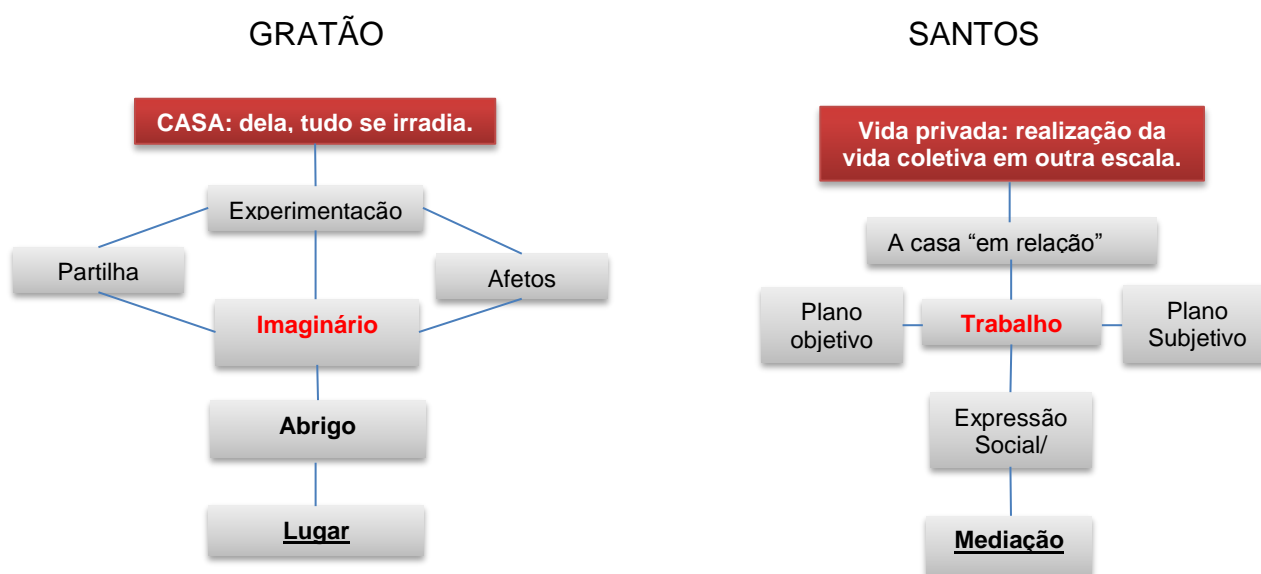 GRATÃO
CASA: dela, tudo se irradia.
Experimentação
Partilha
Afetos
Imaginário
Abrigo
Lugar
SANTOS
Vida privada: realização da
vida coletiva em outra escala.
A casa “em relação”
Plano
objetivo
Trabalho
Plano
Subjetivo
Expressão
Social/
Mediação